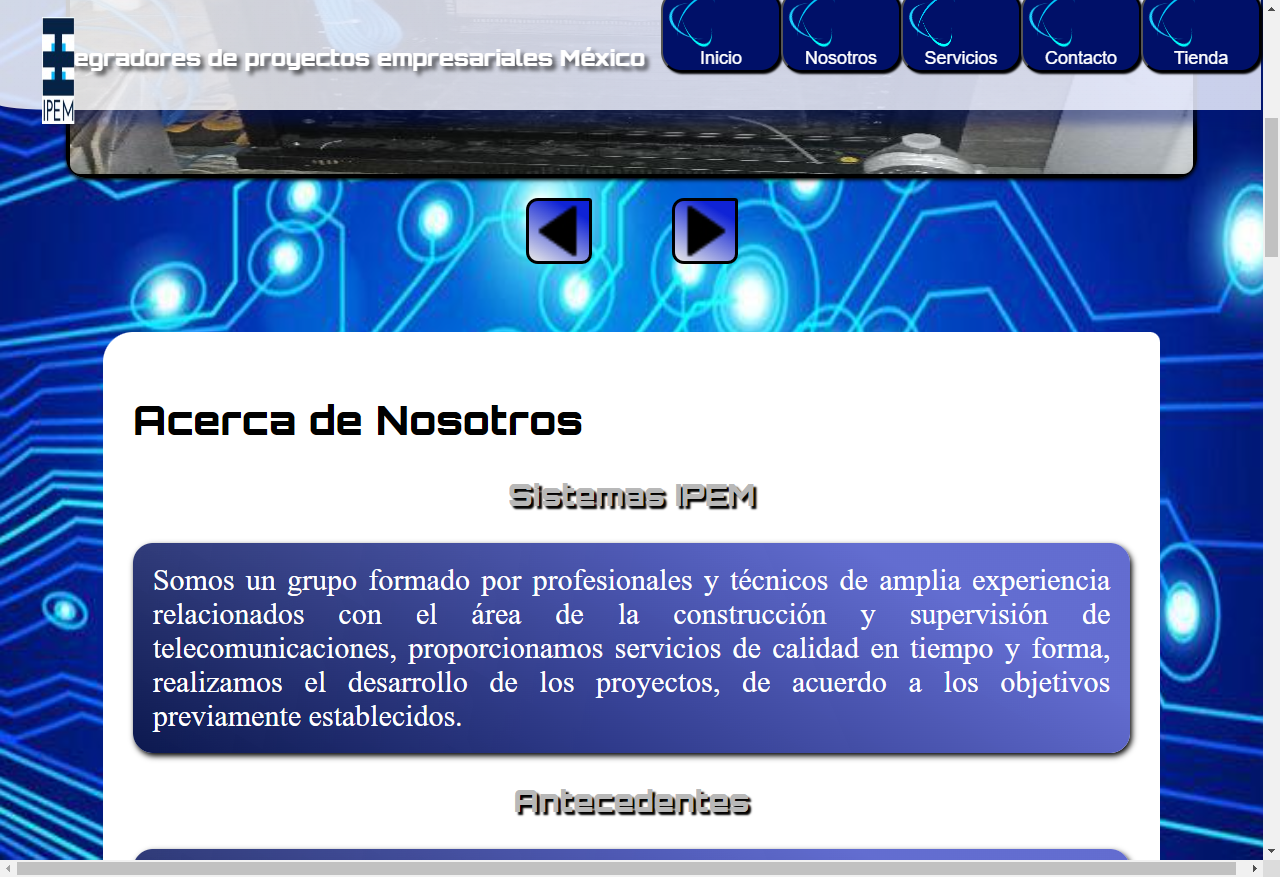 IPEM
egradores de proyectos empresariales México
Inicio
Nosotros
Servicios
Contacto
Tienda
Acerca de Nosotros
Sistemas IPEM
Somos un grupo formado por profesionales y técnicos de amplia experiencia
relacionados con el área de la construcción y supervisión de
telecomunicaciones, proporcionamos servicios de calidad en tiempo y forma,
realizamos el desarrollo de los proyectos, de acuerdo a los objetivos
previamente establecidos.
Antecedentes